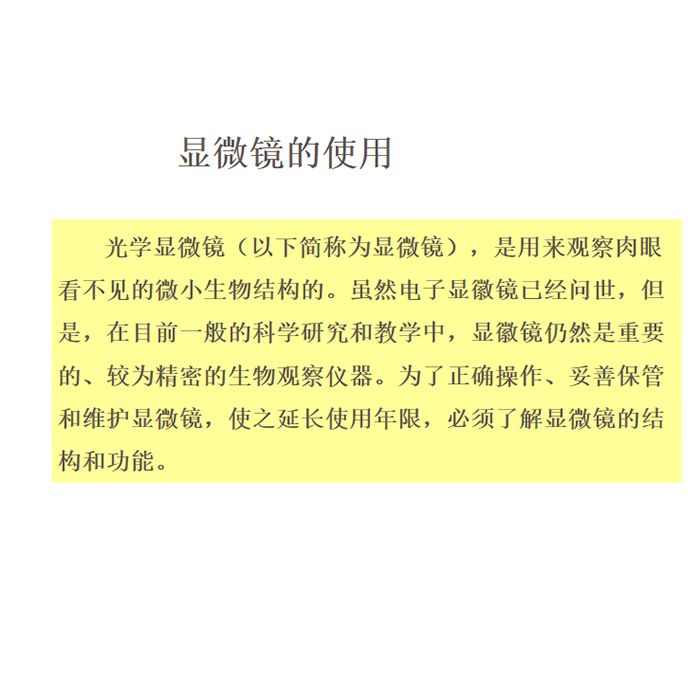 显微镜的使用
光学显微镜（以下简称为显微镜），是用来观察肉眼
看不见的微小生物结构的。虽然电子显徽镜已经问世，但
是，在目前一般的科学研究和教学中，显徽镜仍然是重要
的、较为精密的生物观察仪器。为了正确操作、妥善保管
和维护显微镜，使之延长使用年限，必须了解显微镜的结
构和功能。